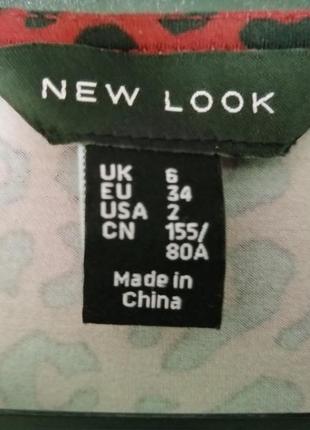 NEW LOOK
UK 6
EU 34
USA 2
CN 155/
80A
Made in
China